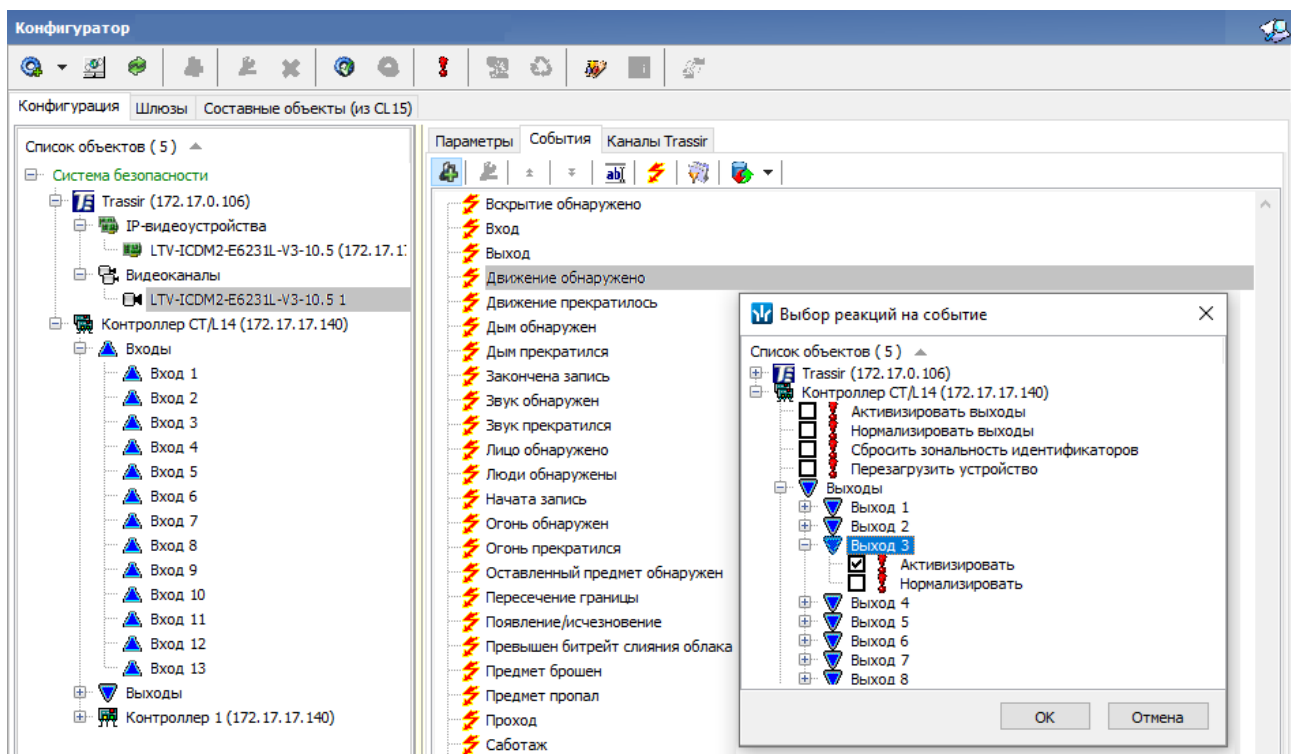 Конфигуратор
Конфигурация Шлюзы Составные объекты (из CL15)
Список объектов ( 5 )
Система безопасности
Trassir (172.17.0.106)
IP-видеоустройства
LTV-ICDM2-E6231L-V3-10.5 (172.17.1
Видеоканалы
LTV-ICDM2-E6231L-V3-10.5 1
Контроллер CT/L14 (172.17.17.140)
Входы
Вход 1
Вход 2
Вход 3
Вход 4
Вход 5
Вход 6
Вход 7
Вход 8
Вход 9
Вход 10
Вход 11
Вход 12
Вход 13
Выходы
Контроллер 1 (172.17.17.140)
Параметры События Каналы Trassir
Вскрытие обнаружено
Вход
Выход
Движение обнаружено
Движение прекратилось
Дым обнаружен
Дым прекратился
Закончена запись
Звук обнаружен
Звук прекратился
Лицо обнаружено
Люди обнаружены
Начата запись
Огонь обнаружен
Огонь прекратился
Оставленный предмет обнаружен
Пересечение границы
Появление/исчезновение
Превышен битрейт слияния облака
Предмет брошен
Предмет пропал
Проход
Саботаж
Выбор реакций на событие
Список объектов ( 5 )
Trassir (172.17.0.106)
Контроллер CT/L14 (172.17.17.140)
Активизировать выходы
Нормализировать выходы
Сбросить зональность идентификаторов
Перезагрузить устройство
Выходы
Выход 1
Выход 2
Выход 3
Активизировать
Нормализировать
Выход 4
Выход 5
Выход 6
Выход 7
Выход 8
ОК Отмена